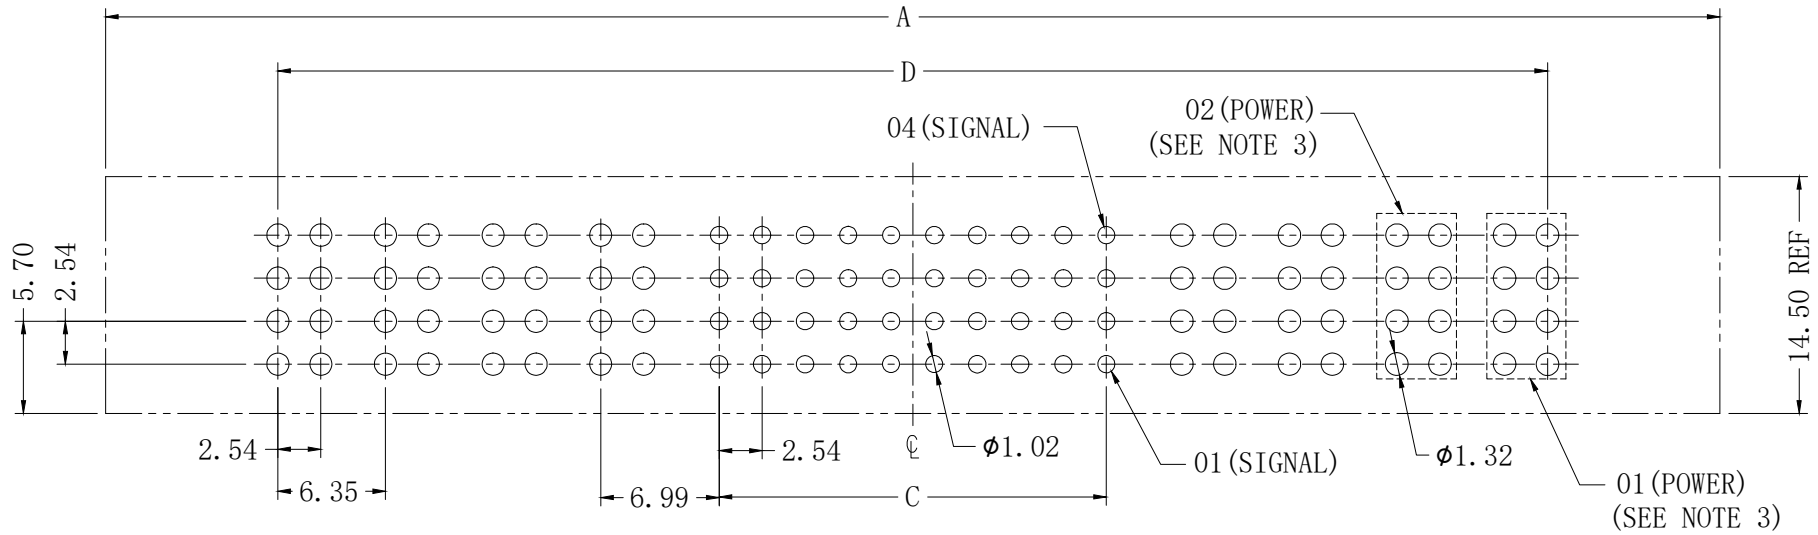 A
D
04(SIGNAL)
02(POWER)
(SEE NOTE 3)
5.70
2.54
14.50 REF
2.54
6.35
6.99
2.54
C
℄
ϕ1.02
01(SIGNAL)
ϕ1.32
01(POWER)
(SEE NOTE 3)